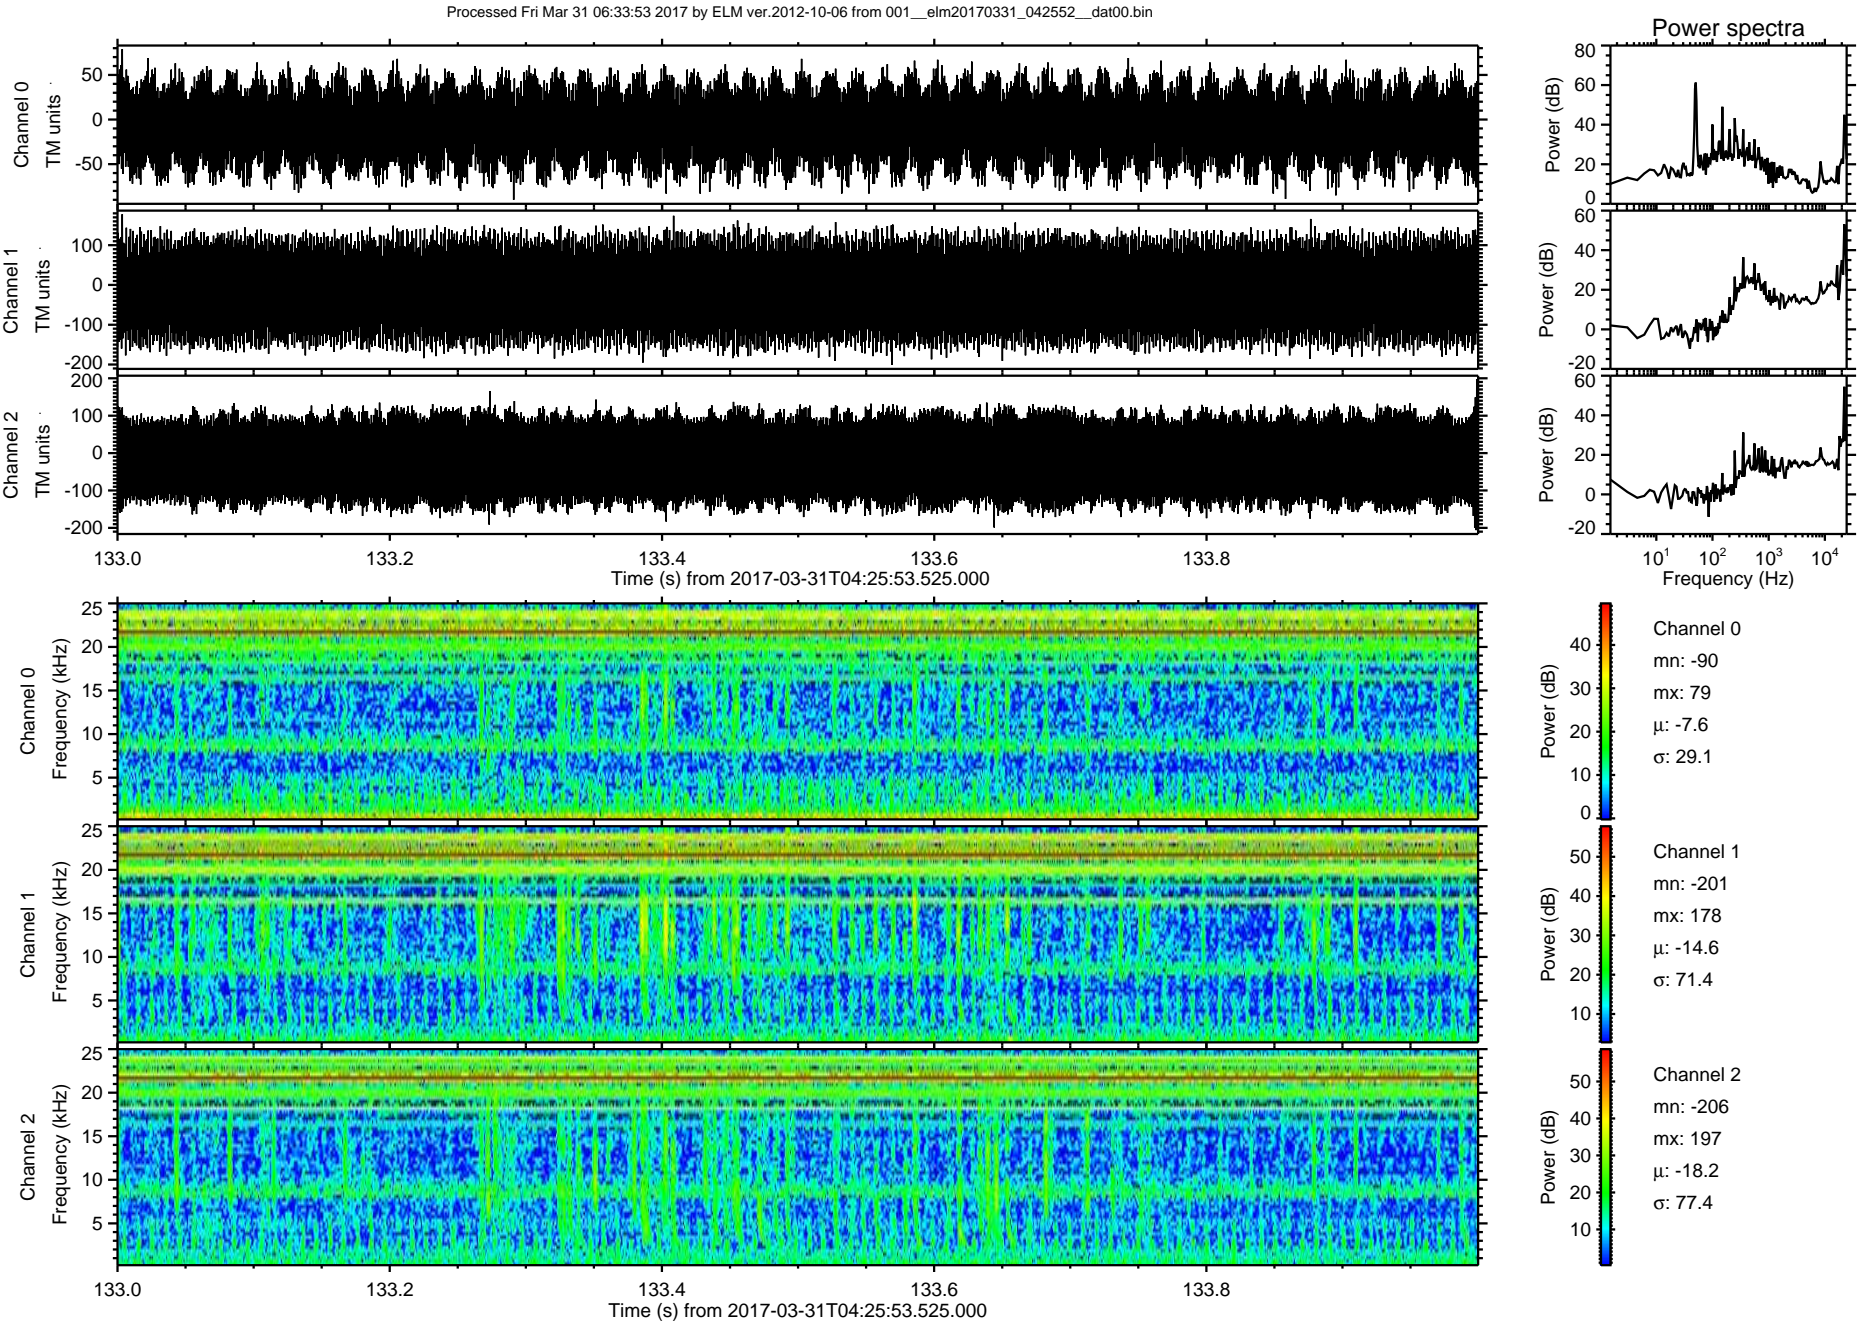 Processed Fri Mar 31 06:33:53 2017 by ELM ver.2012-10-06 from 001__elm20170331_042552__dat00.bin
Power spectra
Channel 0
TM units
50
0
-50
Power (dB)
80
60
40
20
0
Channel 1
TM units
100
0
-100
-200
Power (dB)
60
40
20
0
-20
Channel 2
TM units
200
100
0
-100
-200
Power (dB)
60
40
20
0
-20
133.0 133.2 133.4 133.6 133.8
Time (s) from 2017-03-31T04:25:53.525.000
10^1 10^2 10^3 10^4
Frequency (Hz)
Channel 0
Frequency (kHz)
25
20
15
10
5
Power (dB)
40
30
20
10
0
Channel 0
mn: -90
mx: 79
μ: -7.6
σ: 29.1
Channel 1
Frequency (kHz)
25
20
15
10
5
Power (dB)
50
40
30
20
10
Channel 1
mn: -201
mx: 178
μ: -14.6
σ: 71.4
Channel 2
Frequency (kHz)
25
20
15
10
5
Power (dB)
50
40
30
20
10
Channel 2
mn: -206
mx: 197
μ: -18.2
σ: 77.4
133.0 133.2 133.4 133.6 133.8
Time (s) from 2017-03-31T04:25:53.525.000